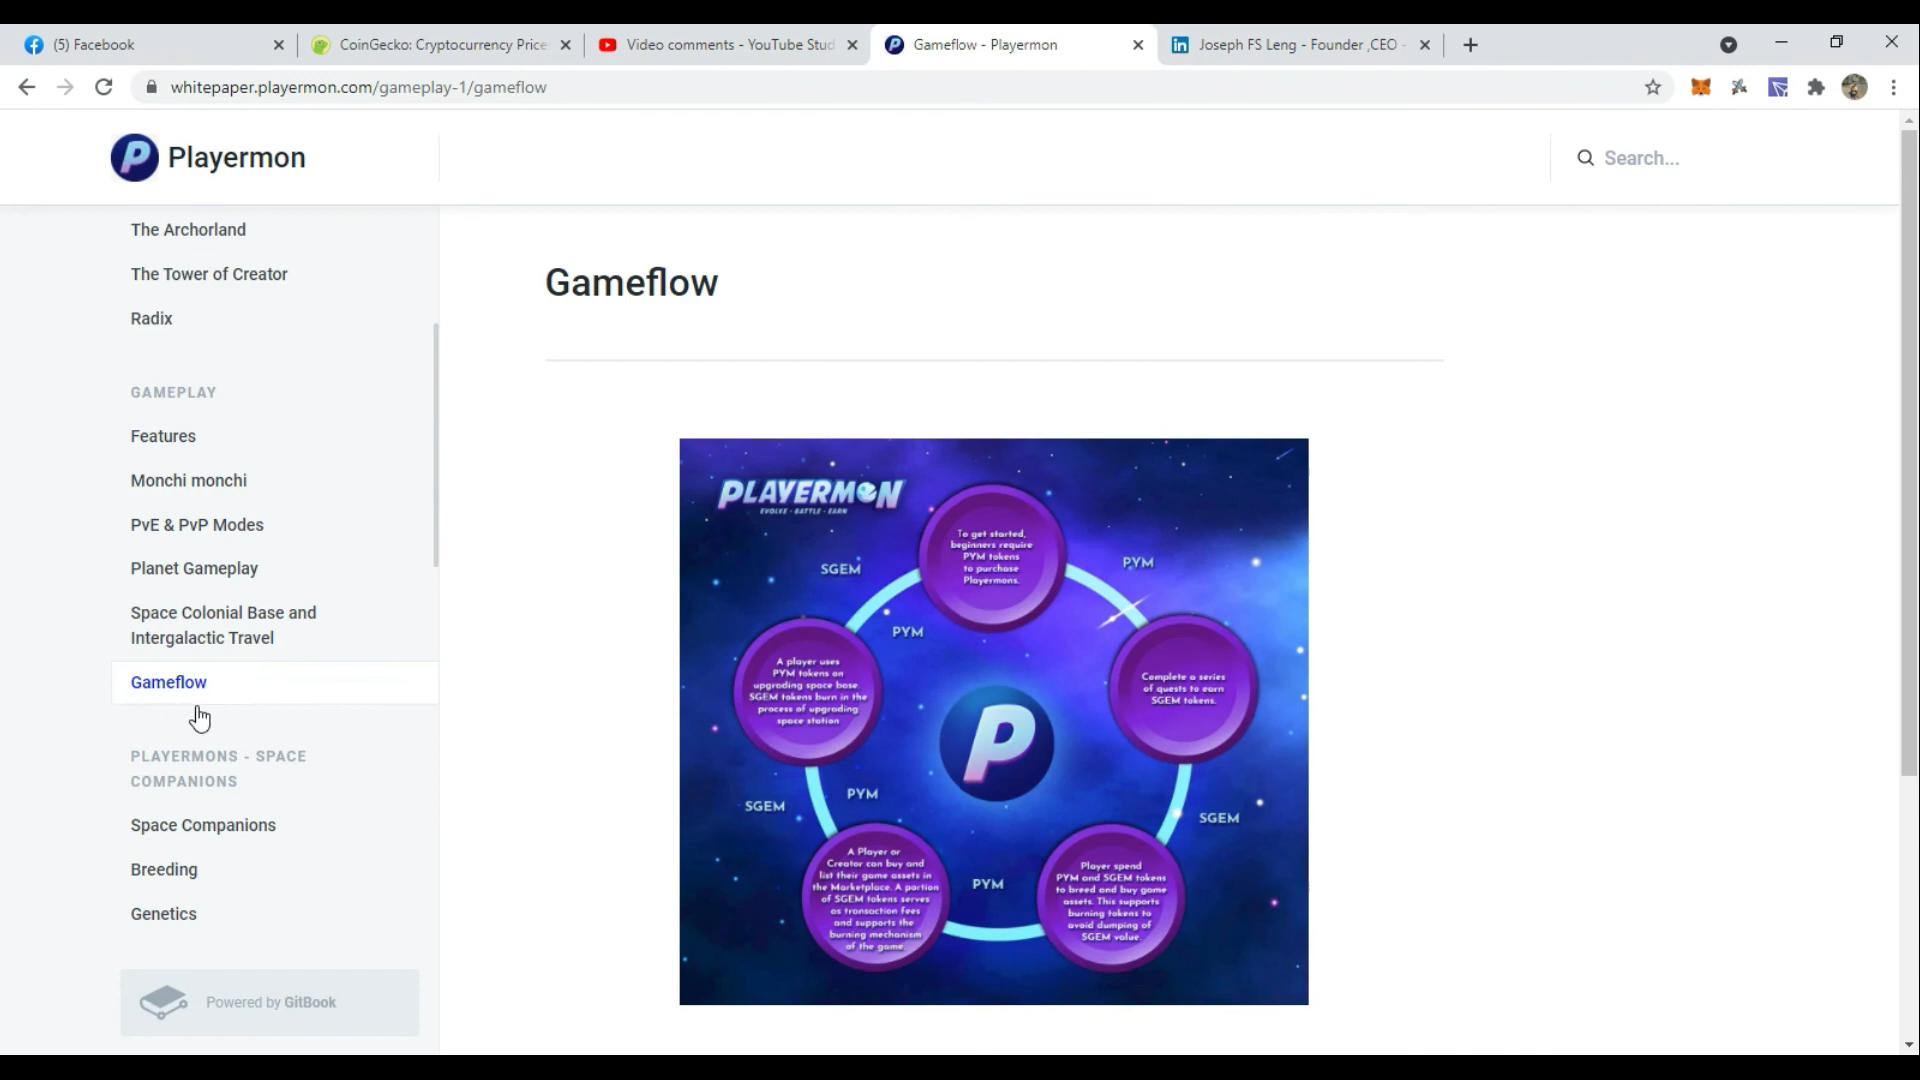 (5) Facebook
CoinGecko: Cryptocurrency Price
Video comments - YouTube Stud
Gameflow - Playermon
Joseph FS Leng - Founder ,CEO -
whitepaper.playermon.com/gameplay-1/gameflow
Playermon
Search...
The Archorland
The Tower of Creator
Radix
GAMEPLAY
Features
Monchi monchi
PvE & PvP Modes
Planet Gameplay
Space Colonial Base and
Intergalactic Travel
Gameflow
PLAYERMONS - SPACE
COMPANIONS
Space Companions
Breeding
Genetics
Powered by GitBook
Gameflow
PLAYERMON
EVOLVE - BATTLE - EARN
To get started,
beginners require
PYM tokens
to purchase
Playermons.
PYM
Complete a series
of quests to earn
SGEM tokens.
SGEM
Player spend
PYM and SGEM tokens
to breed and buy game
assets. This supports
burning tokens to
avoid dumping of
SGEM value.
PYM
A Player or
Creator can buy and
list their game assets in
the Marketplace. A portion
of SGEM tokens serves
as transaction fees
and supports the
burning mechanism
of the game.
SGEM
PYM
A player uses
PYM tokens on
upgrading space base
SGEM tokens burn in the
process of upgrading
space station
SGEM
PYM
P